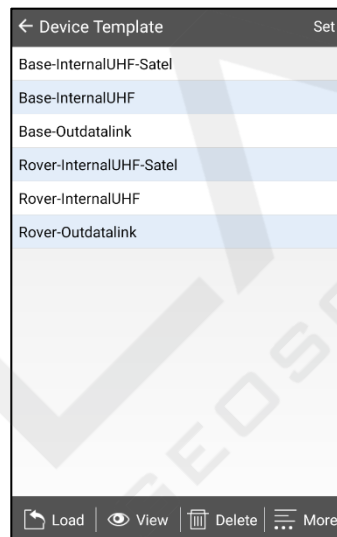 Device Template Set
Base-InternalUHF-Satel
Base-InternalUHF
Base-Outdatalink
Rover-InternalUHF-Satel
Rover-InternalUHF
Rover-Outdatalink
Load View Delete More